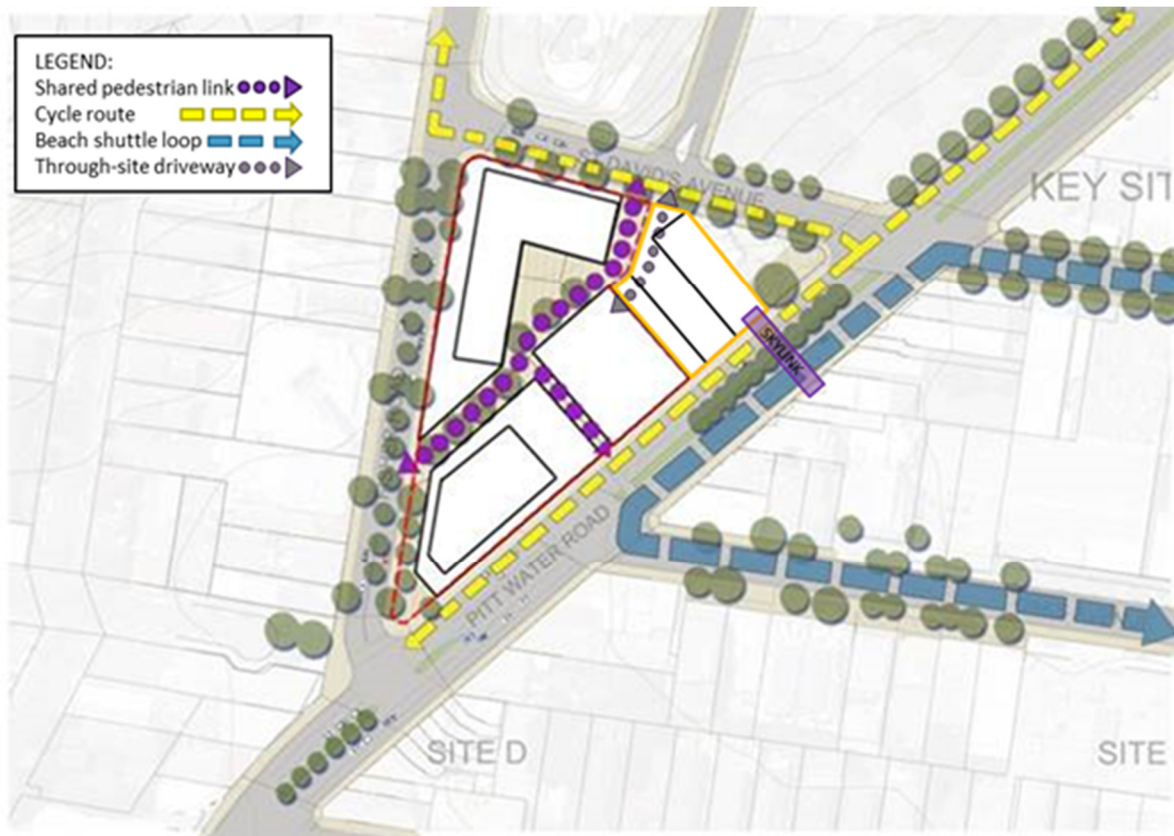 LEGEND:
Shared pedestrian link
Cycle route
Beach shuttle loop
Through-site driveway
ST DAVID'S AVENUE
KEY SIT
SKYLINK
PITT WATER ROAD
SITE D
SITE